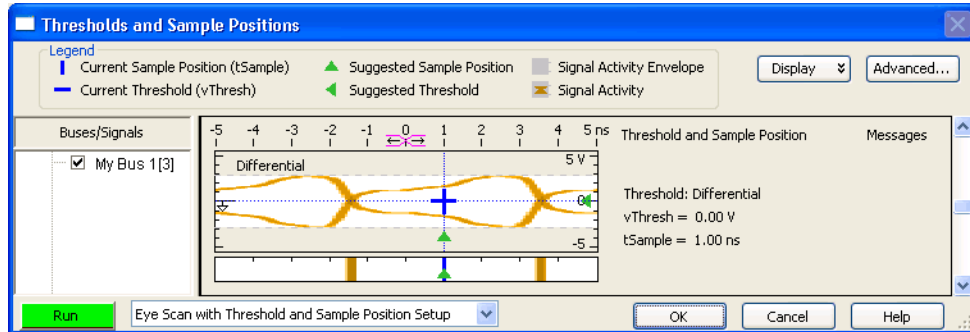 Thresholds and Sample Positions
Legend
Current Sample Position (tSample)
Suggested Sample Position
Signal Activity Envelope
Current Threshold (vThresh)
Suggested Threshold
Signal Activity
Display
Advanced...
Buses/Signals
-5 -4 -3 -2 -1 0 1 2 3 4 5 ns
Threshold and Sample Position
Messages
My Bus 1[3]
Differential
5 V
0
-5
Threshold: Differential
vThresh = 0.00 V
tSample = 1.00 ns
Run
Eye Scan with Threshold and Sample Position Setup
OK
Cancel
Help